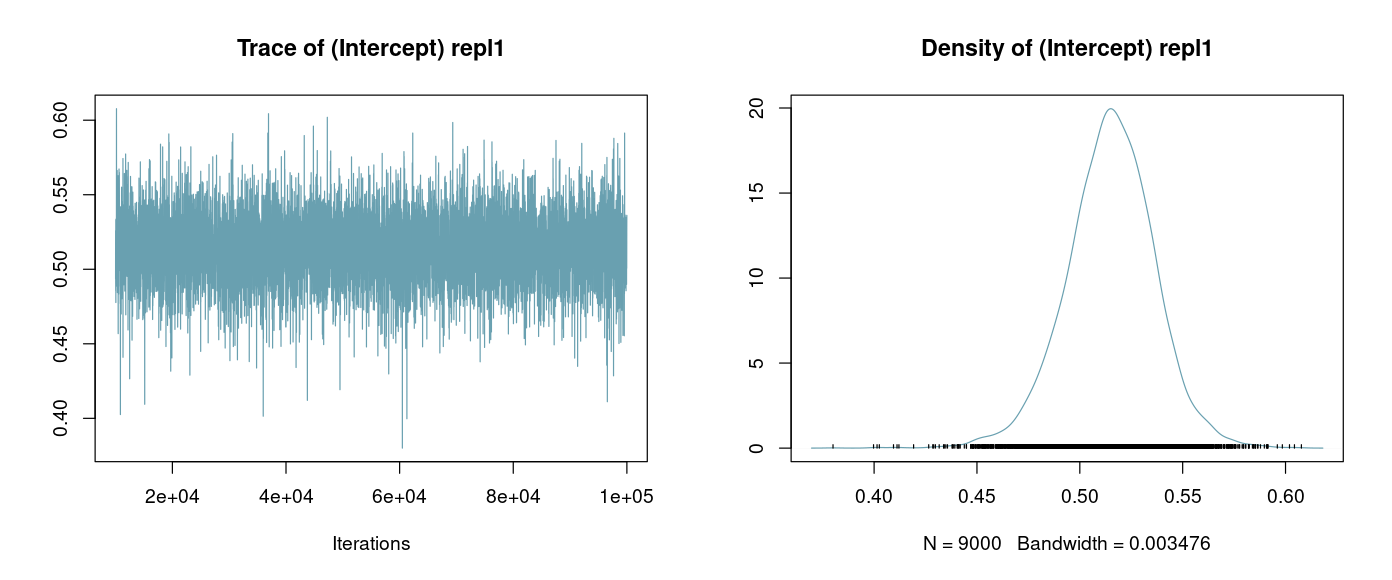 Trace of (Intercept) repl1
0.60
0.55
0.50
0.45
0.40
2e+04 4e+04 6e+04 8e+04 1e+05
Iterations
Density of (Intercept) repl1
20
15
10
5
0
0.40 0.45 0.50 0.55 0.60
N = 9000 Bandwidth = 0.003476